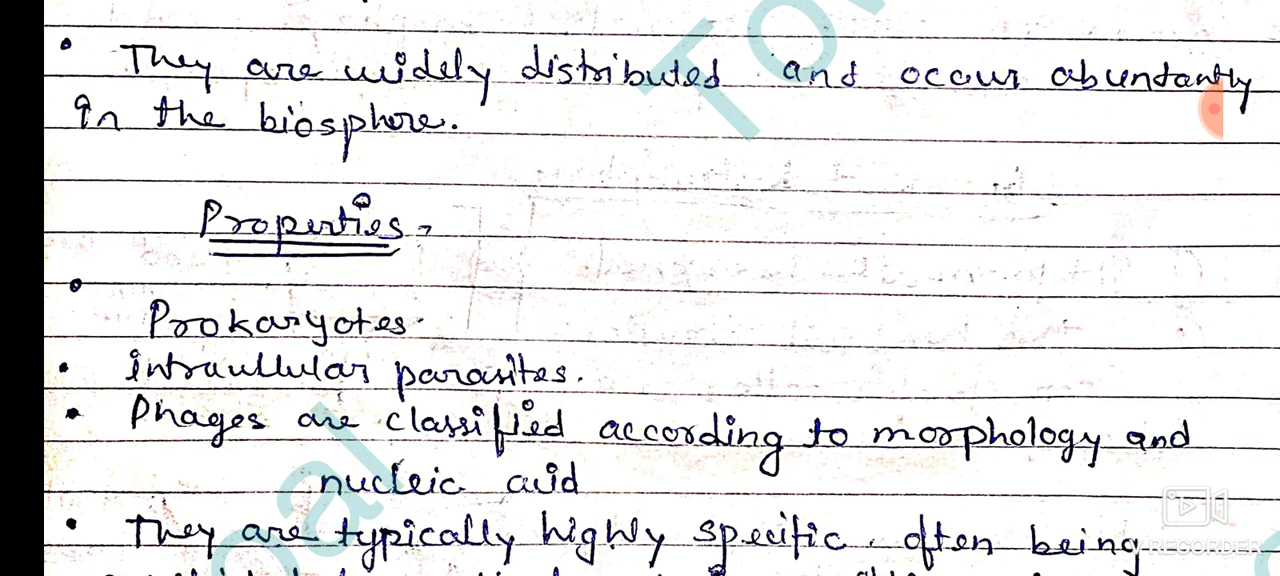 • They are widely distributed and occur abundantly
in the biosphere.
Properties -
•
Prokaryotes.
• intracellular parasites.
• Phages are classified according to morphology and
nucleic acid
• They are typically highly specific. often being
RECORDER